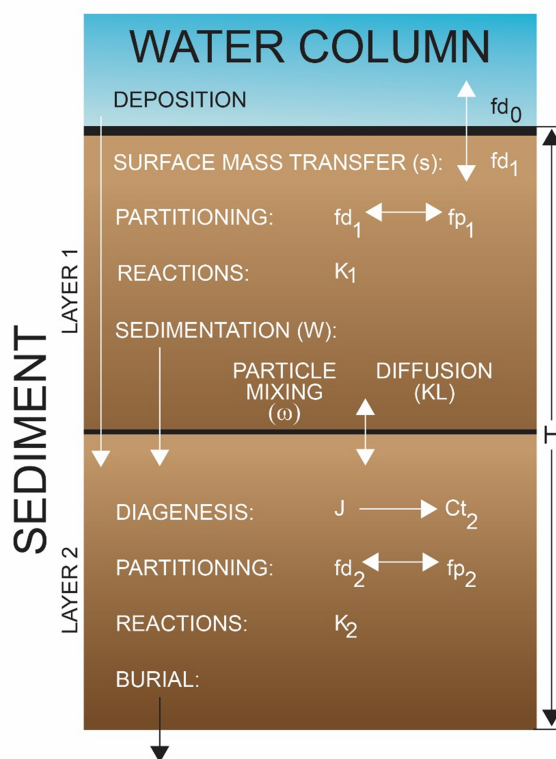 WATER COLUMN
DEPOSITION
fd0
SURFACE MASS TRANSFER (s):
fd1
PARTITIONING:
fd1
fp1
REACTIONS:
K1
SEDIMENTATION (W):
PARTICLE
MIXING
(ω)
DIFFUSION
(KL)
DIAGENESIS:
J
Ct2
PARTITIONING:
fd2
fp2
REACTIONS:
K2
BURIAL:
SEDIMENT
LAYER 1
LAYER 2